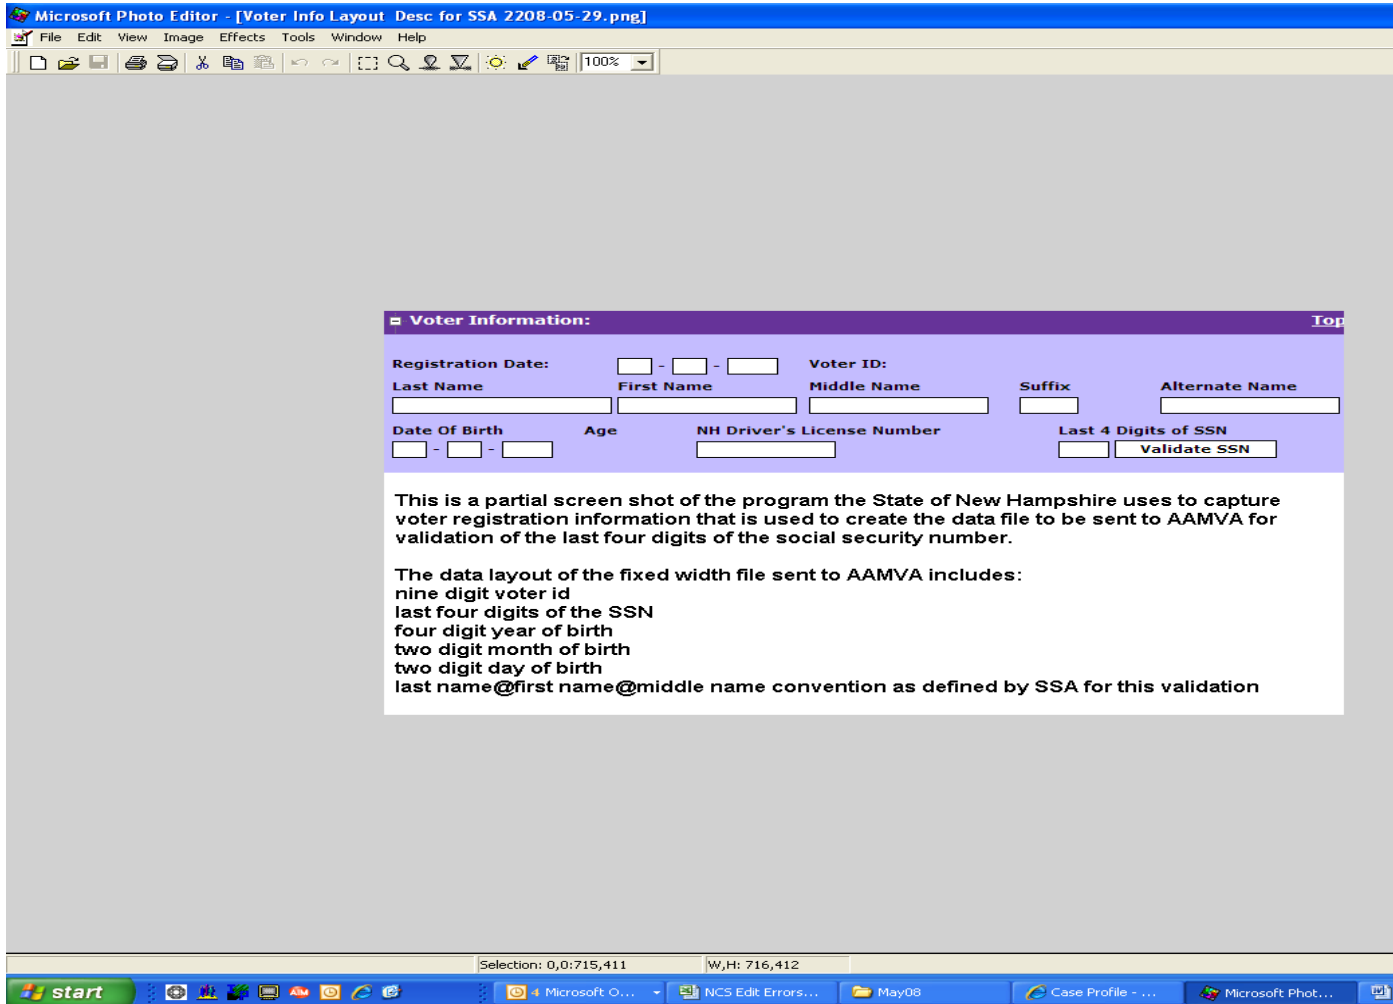 Microsoft Photo Editor - [Voter Info Layout Desc for SSA 2208-05-29.png]
File Edit View Image Effects Tools Window Help
100%
Voter Information: Top
Registration Date: - - Voter ID:
Last Name First Name Middle Name Suffix Alternate Name
Date Of Birth Age NH Driver's License Number Last 4 Digits of SSN
- - Validate SSN
This is a partial screen shot of the program the State of New Hampshire uses to capture
voter registration information that is used to create the data file to be sent to AAMVA for
validation of the last four digits of the social security number.
The data layout of the fixed width file sent to AAMVA includes:
nine digit voter id
last four digits of the SSN
four digit year of birth
two digit month of birth
two digit day of birth
last name@first name@middle name convention as defined by SSA for this validation
Selection: 0,0:715,411 W,H: 716,412
start 4 Microsoft O... NCS Edit Errors... May08 Case Profile - ... Microsoft Phot...